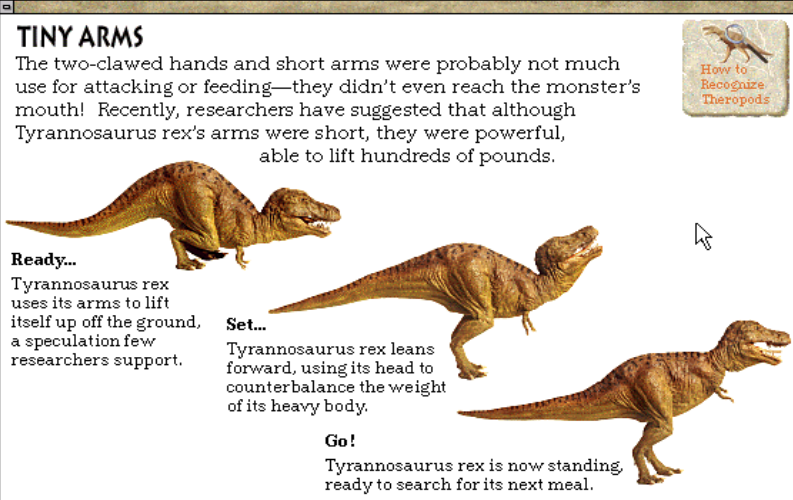 TINY ARMS
The two-clawed hands and short arms were probably not much
use for attacking or feeding—they didn't even reach the monster's
mouth! Recently, researchers have suggested that although
Tyrannosaurus rex's arms were short, they were powerful,
able to lift hundreds of pounds.
How to
Recognize
Theropods
Ready...
Tyrannosaurus rex
uses its arms to lift
itself up off the ground,
a speculation few
researchers support.
Set...
Tyrannosaurus rex leans
forward, using its head to
counterbalance the weight
of its heavy body.
Go!
Tyrannosaurus rex is now standing,
ready to search for its next meal.